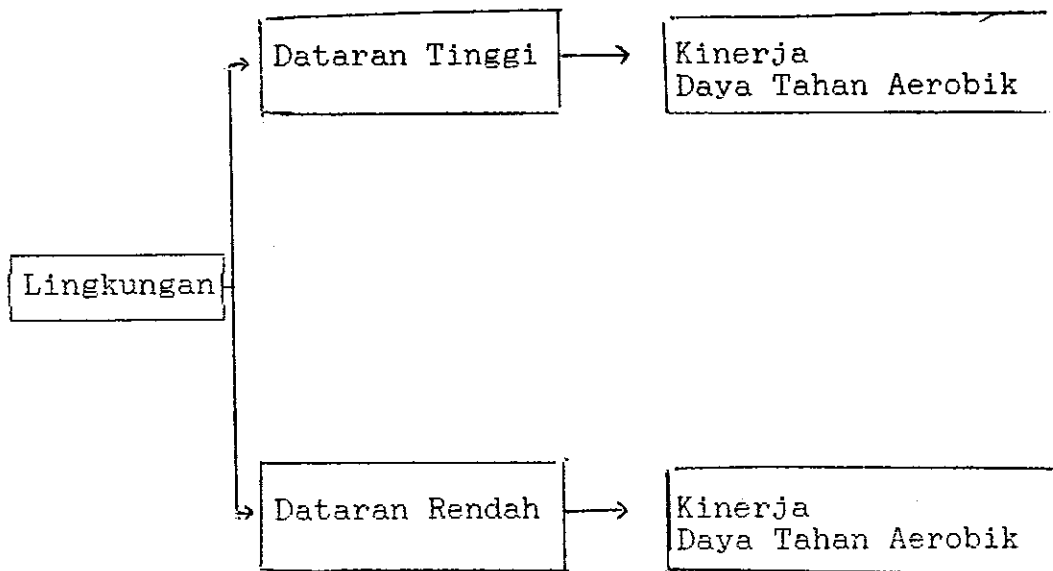 Dataran Tinggi
Kinerja
Daya Tahan Aerobik
Lingkungan
Dataran Rendah
Kinerja
Daya Tahan Aerobik